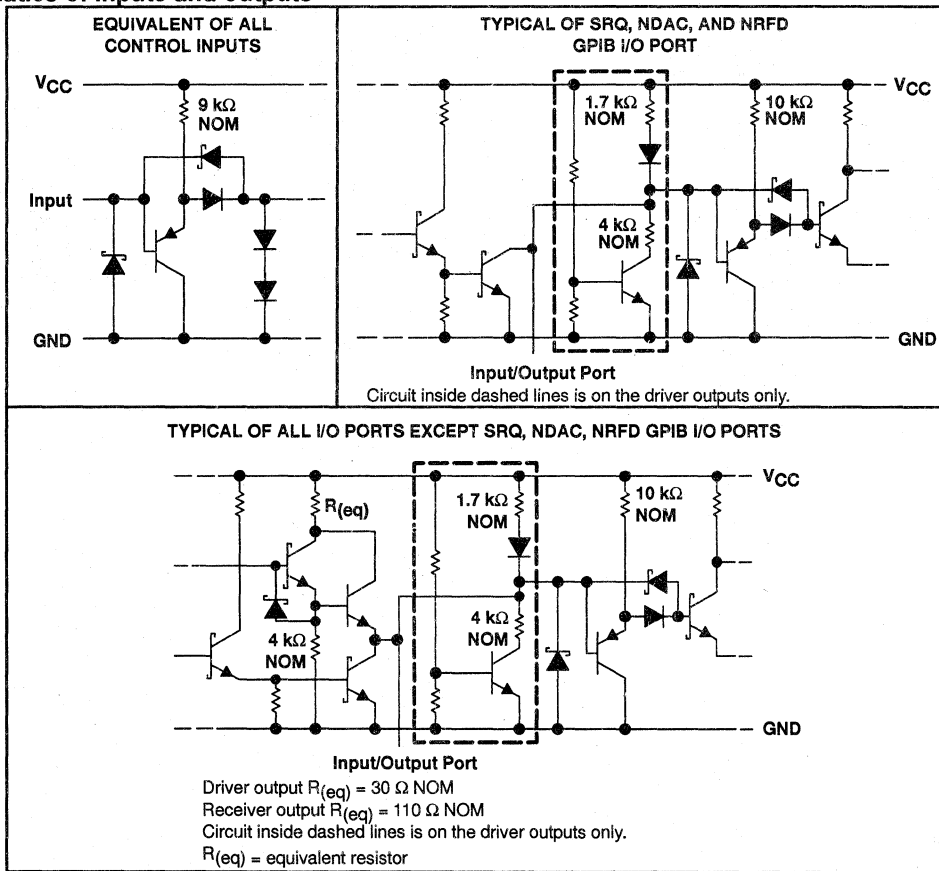 EQUIVALENT OF ALL
CONTROL INPUTS
VCC
9 kΩ
NOM
Input
GND
TYPICAL OF SRQ, NDAC, AND NRFD
GPIB I/O PORT
VCC
1.7 kΩ
NOM
10 kΩ
NOM
4 kΩ
NOM
GND
Input/Output Port
Circuit inside dashed lines is on the driver outputs only.
TYPICAL OF ALL I/O PORTS EXCEPT SRQ, NDAC, NRFD GPIB I/O PORTS
VCC
R(eq)
1.7 kΩ
NOM
10 kΩ
NOM
4 kΩ
NOM
4 kΩ
NOM
GND
Input/Output Port
Driver output R(eq) = 30 Ω NOM
Receiver output R(eq) = 110 Ω NOM
Circuit inside dashed lines is on the driver outputs only.
R(eq) = equivalent resistor